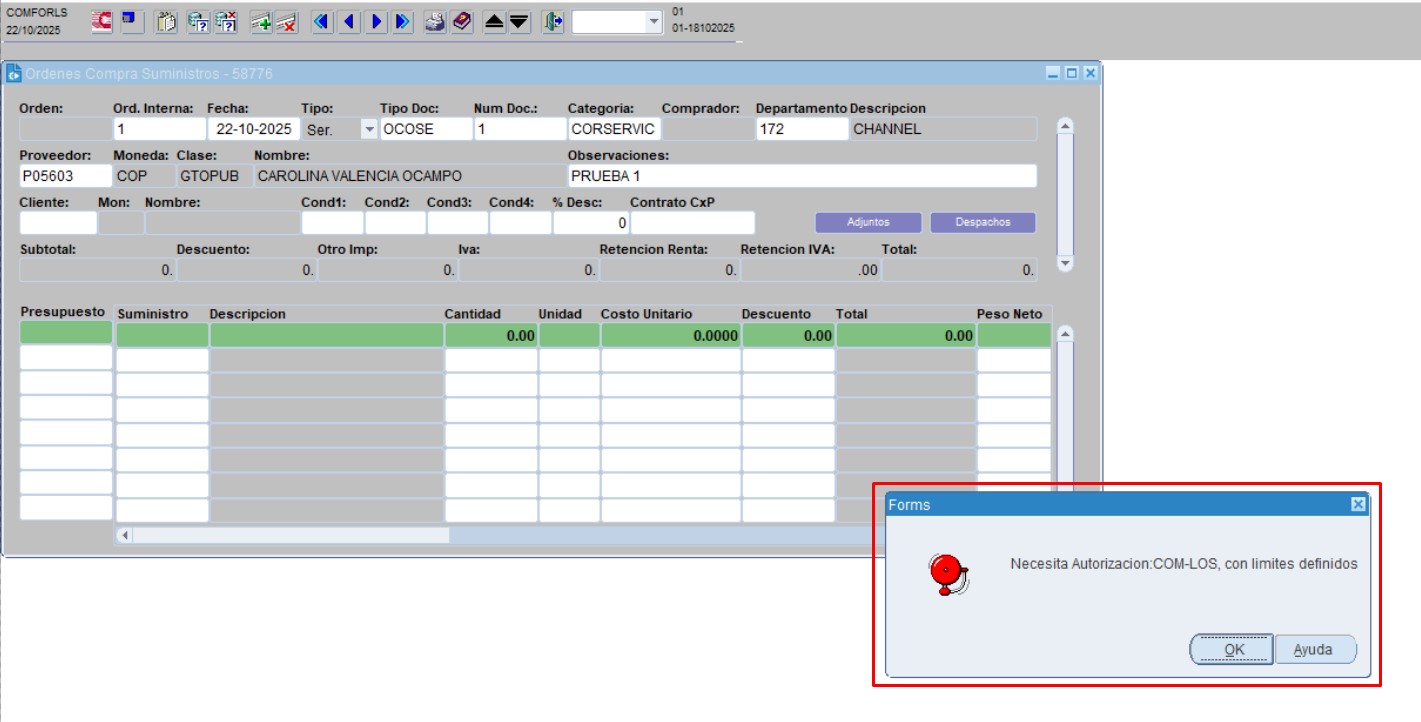 COMFORLS
22/10/2025
01
01-18102025
Ordenes Compra Suministros - 58776
Orden: Ord. Interna: Fecha: Tipo: Tipo Doc: Num Doc.: Categoria: Comprador: Departamento Descripcion
1 22-10-2025 Ser. OCOSE 1 CORSERVIC 172 CHANNEL
Proveedor: Moneda: Clase: Nombre: Observaciones:
P05603 COP GTOPUB CAROLINA VALENCIA OCAMPO PRUEBA 1
Cliente: Mon: Nombre: Cond1: Cond2: Cond3: Cond4: % Desc: Contrato CxP
0 Adjuntos Despachos
Subtotal: Descuento: Otro Imp: Iva: Retencion Renta: Retencion IVA: Total:
0. 0. 0. 0. 0. .00 0.
Presupuesto Suministro Descripcion Cantidad Unidad Costo Unitario Descuento Total Peso Neto
0.00 0.0000 0.00 0.00
Forms
Necesita Autorizacion:COM-LOS, con limites definidos
OK Ayuda